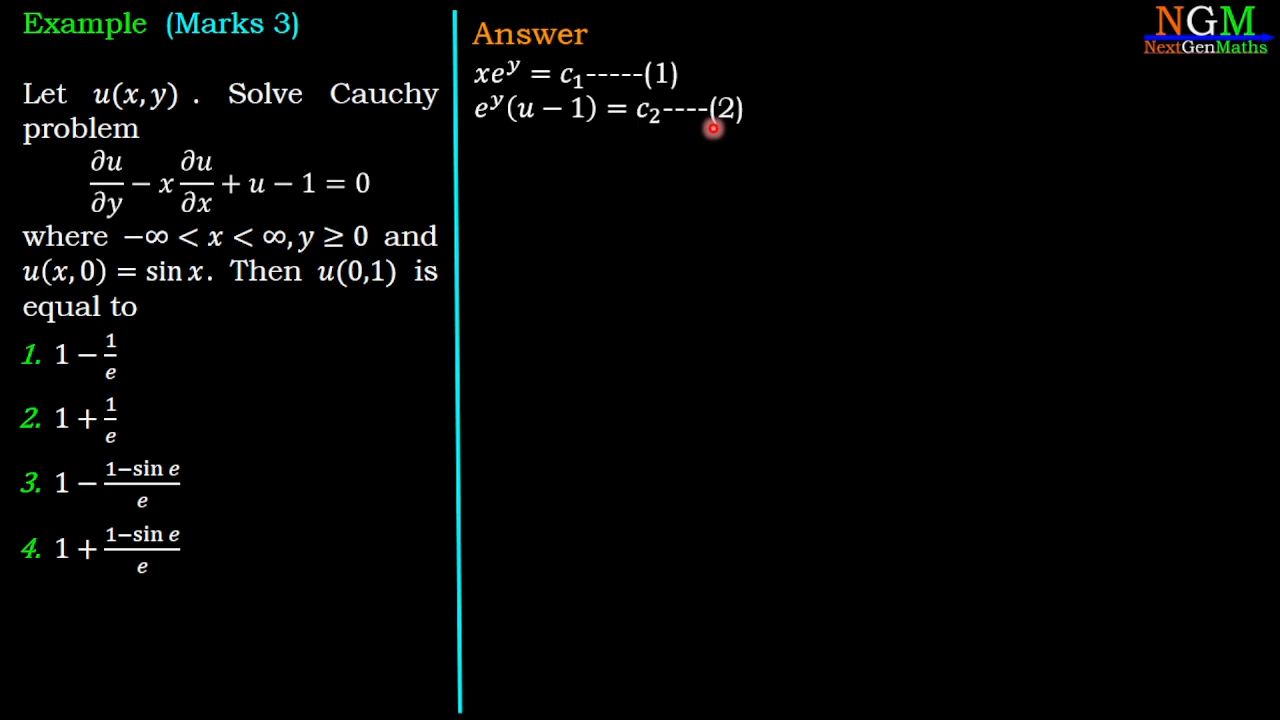 Example (Marks 3)
Let u(x, y) . Solve Cauchy
problem
∂u/∂y − x ∂u/∂x + u − 1 = 0
where −∞ < x < ∞, y ≥ 0 and
u(x, 0) = sin x. Then u(0,1) is
equal to
1. 1 − 1/e
2. 1 + 1/e
3. 1 − (1−sin e)/e
4. 1 + (1−sin e)/e
Answer
xe^y = c₁-----(1)
e^y(u − 1) = c₂----(2)
NGM
NextGenMaths